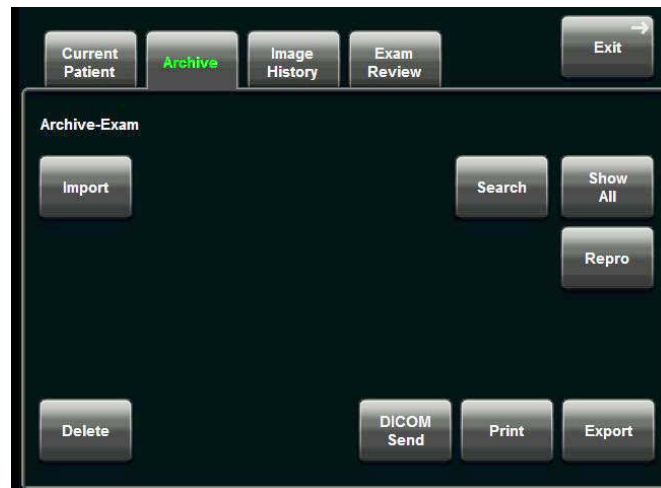 Current
Patient
Archive
Image
History
Exam
Review
Exit
Archive-Exam
Import
Search
Show
All
Repro
Delete
DICOM
Send
Print
Export